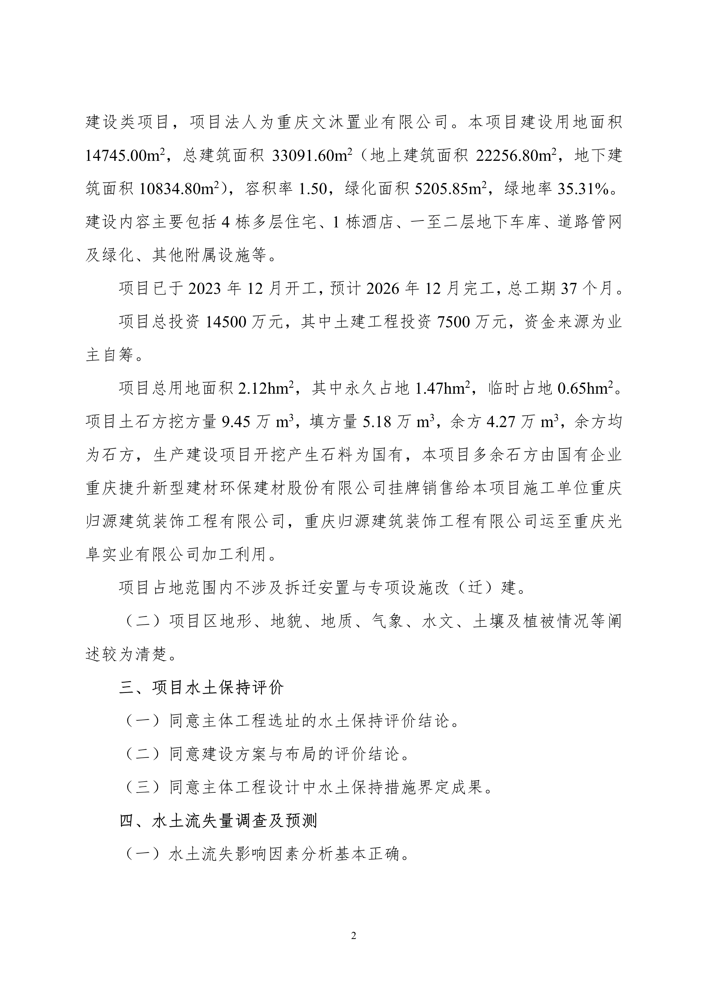 建设类项目，项目法人为重庆文沐置业有限公司。本项目建设用地面积
14745.00m²，总建筑面积 33091.60m²（地上建筑面积 22256.80m²，地下建
筑面积 10834.80m²），容积率 1.50，绿化面积 5205.85m²，绿地率 35.31%。
建设内容主要包括 4 栋多层住宅、1 栋酒店、一至二层地下车库、道路管网
及绿化、其他附属设施等。
项目已于 2023 年 12 月开工，预计 2026 年 12 月完工，总工期 37 个月。
项目总投资 14500 万元，其中土建工程投资 7500 万元，资金来源为业
主自筹。
项目总用地面积 2.12hm²，其中永久占地 1.47hm²，临时占地 0.65hm²。
项目土石方挖方量 9.45 万 m³，填方量 5.18 万 m³，余方 4.27 万 m³，余方均
为石方，生产建设项目开挖产生石料为国有，本项目多余石方由国有企业
重庆捷升新型建材环保建材股份有限公司挂牌销售给本项目施工单位重庆
归源建筑装饰工程有限公司，重庆归源建筑装饰工程有限公司运至重庆光
阜实业有限公司加工利用。
项目占地范围内不涉及拆迁安置与专项设施改（迁）建。
（二）项目区地形、地貌、地质、气象、水文、土壤及植被情况等阐
述较为清楚。
三、项目水土保持评价
（一）同意主体工程选址的水土保持评价结论。
（二）同意建设方案与布局的评价结论。
（三）同意主体工程设计中水土保持措施界定成果。
四、水土流失量调查及预测
（一）水土流失影响因素分析基本正确。
2